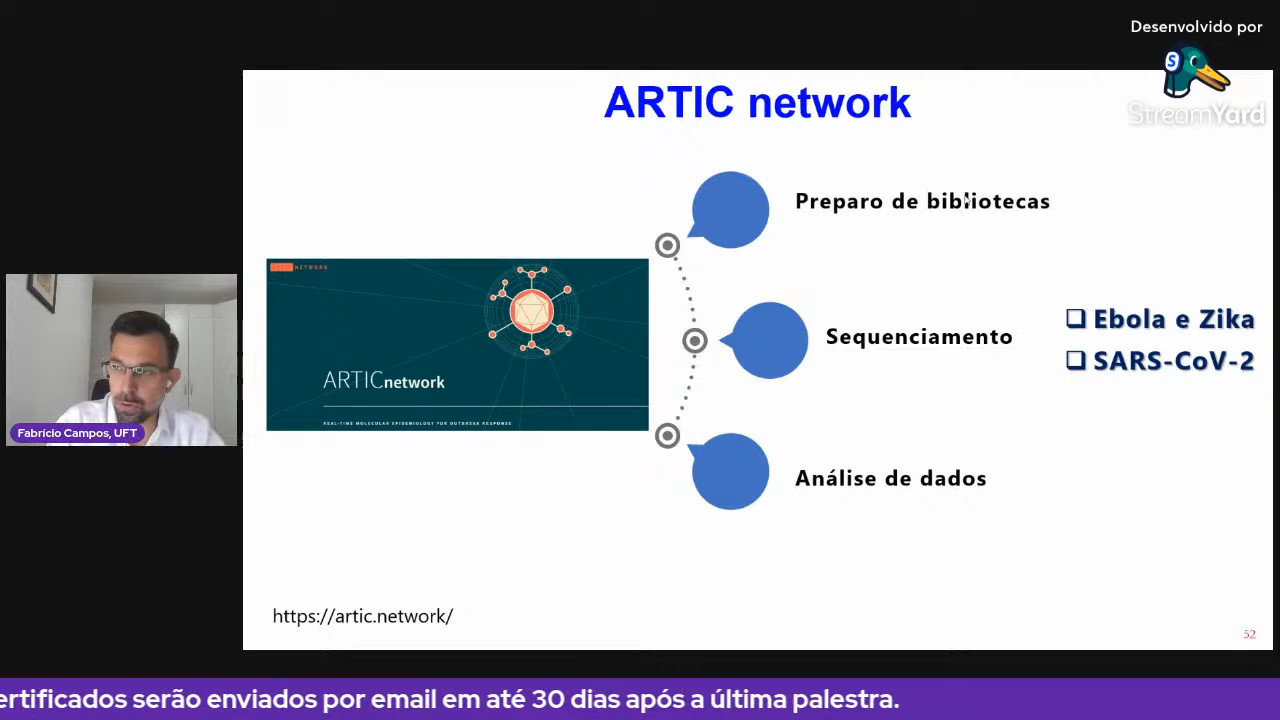 Desenvolvido por
StreamYard
ARTIC network
Preparo de bibliotecas
NETWORK
ARTICnetwork
REAL-TIME MOLECULAR EPIDEMIOLOGY FOR OUTBREAK RESPONSE
Sequenciamento
❑ Ebola e Zika
❑ SARS-CoV-2
Análise de dados
Fabrício Campos, UFT
https://artic.network/
52
ertificados serão enviados por email em até 30 dias após a última palestra.